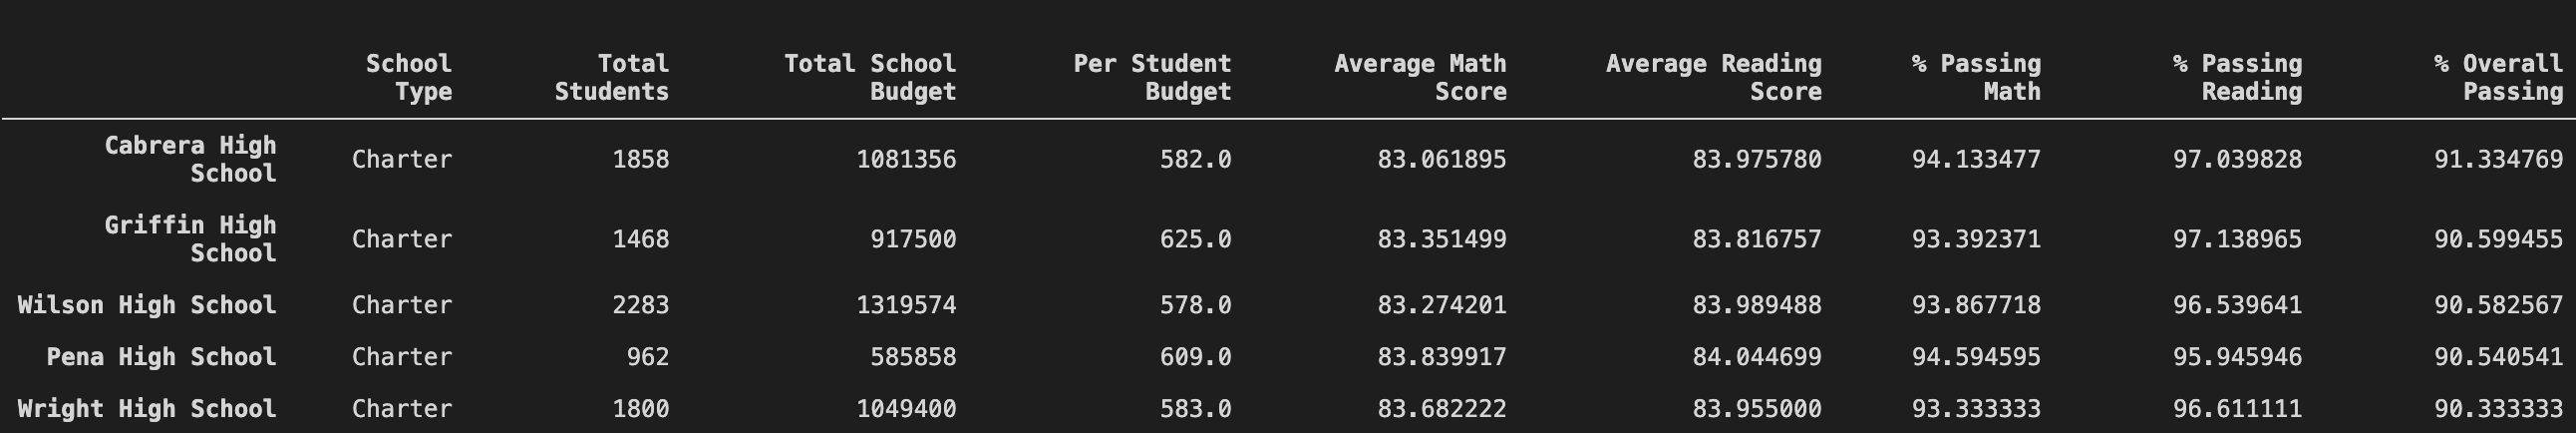 School Total Total School Per Student Average Math Average Reading % Passing % Passing % Overall
Type Students Budget Budget Score Score Math Reading Passing
Cabrera High
School Charter 1858 1081356 582.0 83.061895 83.975780 94.133477 97.039828 91.334769
Griffin High
School Charter 1468 917500 625.0 83.351499 83.816757 93.392371 97.138965 90.599455
Wilson High School Charter 2283 1319574 578.0 83.274201 83.989488 93.867718 96.539641 90.582567
Pena High School Charter 962 585858 609.0 83.839917 84.044699 94.594595 95.945946 90.540541
Wright High School Charter 1800 1049400 583.0 83.682222 83.955000 93.333333 96.611111 90.333333